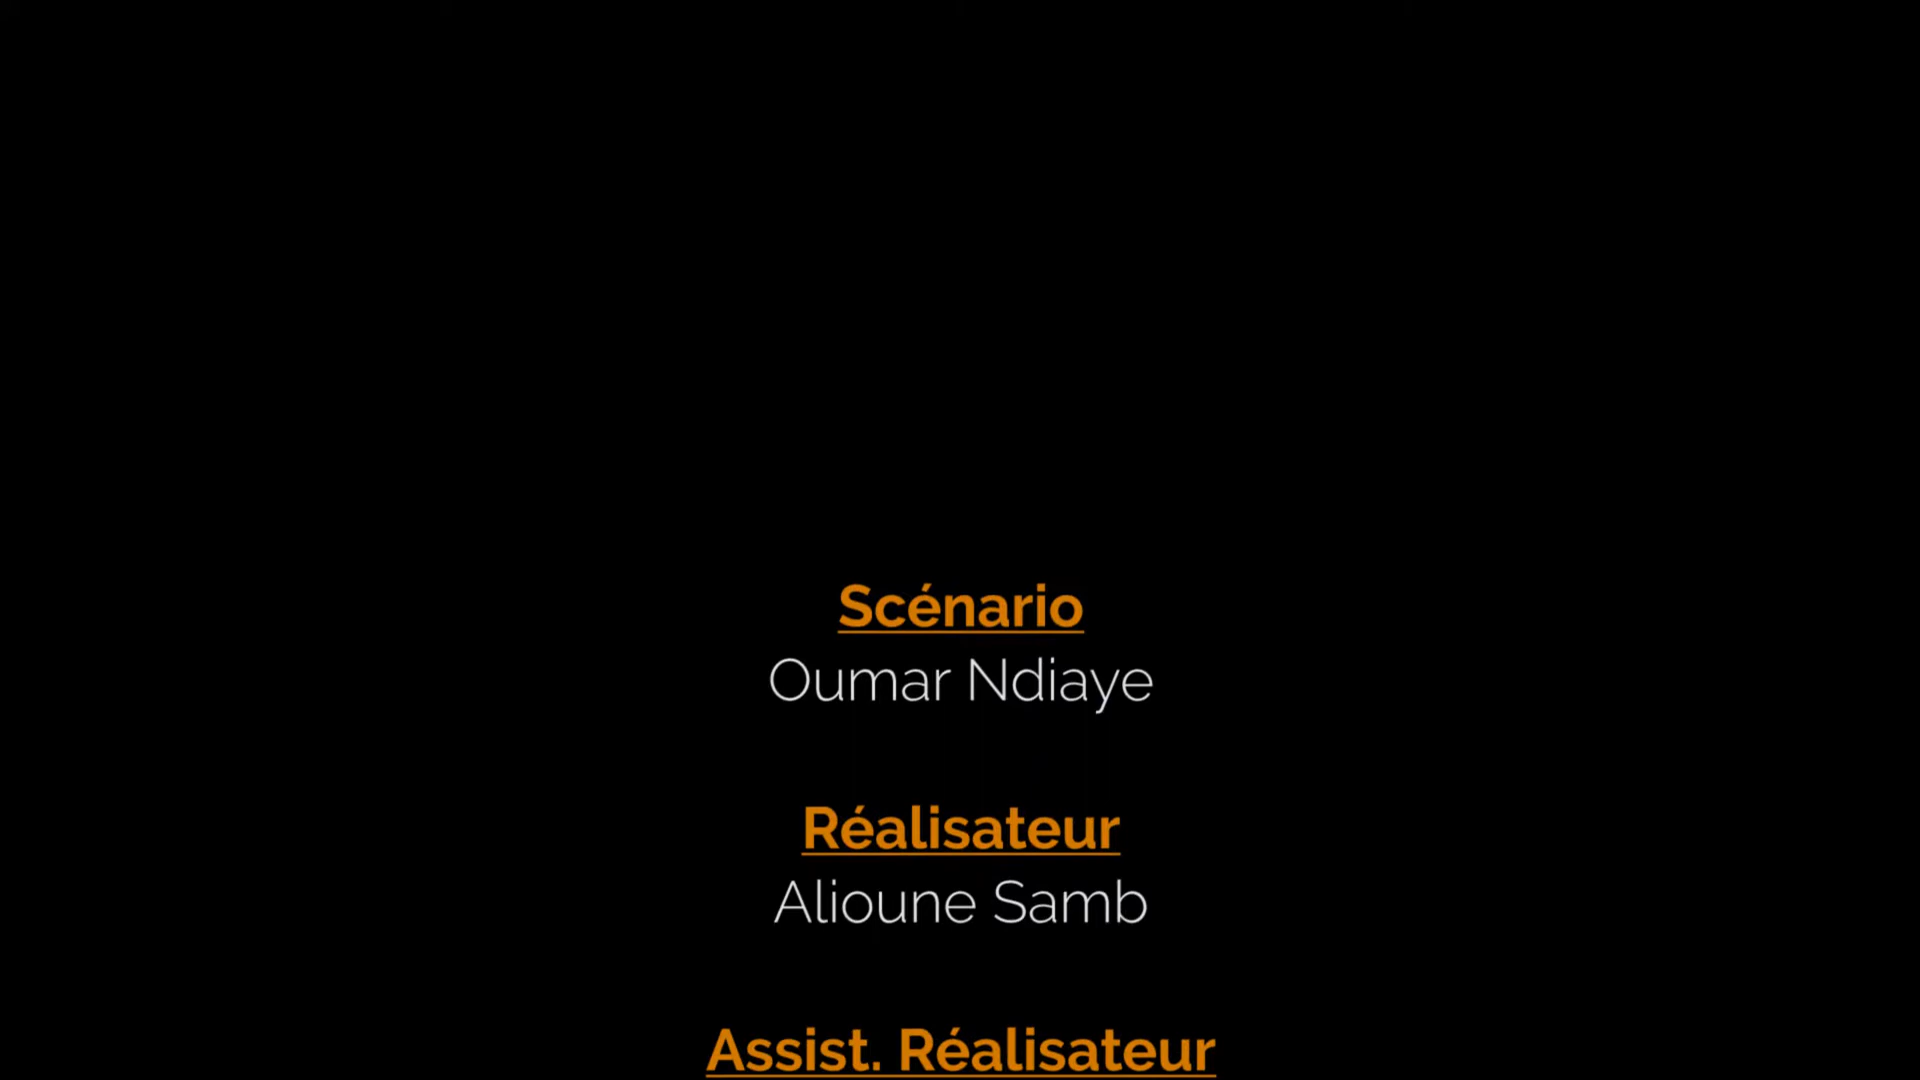 Scénario
Oumar Ndiaye
Réalisateur
Alioune Samb
Assist. Réalisateur